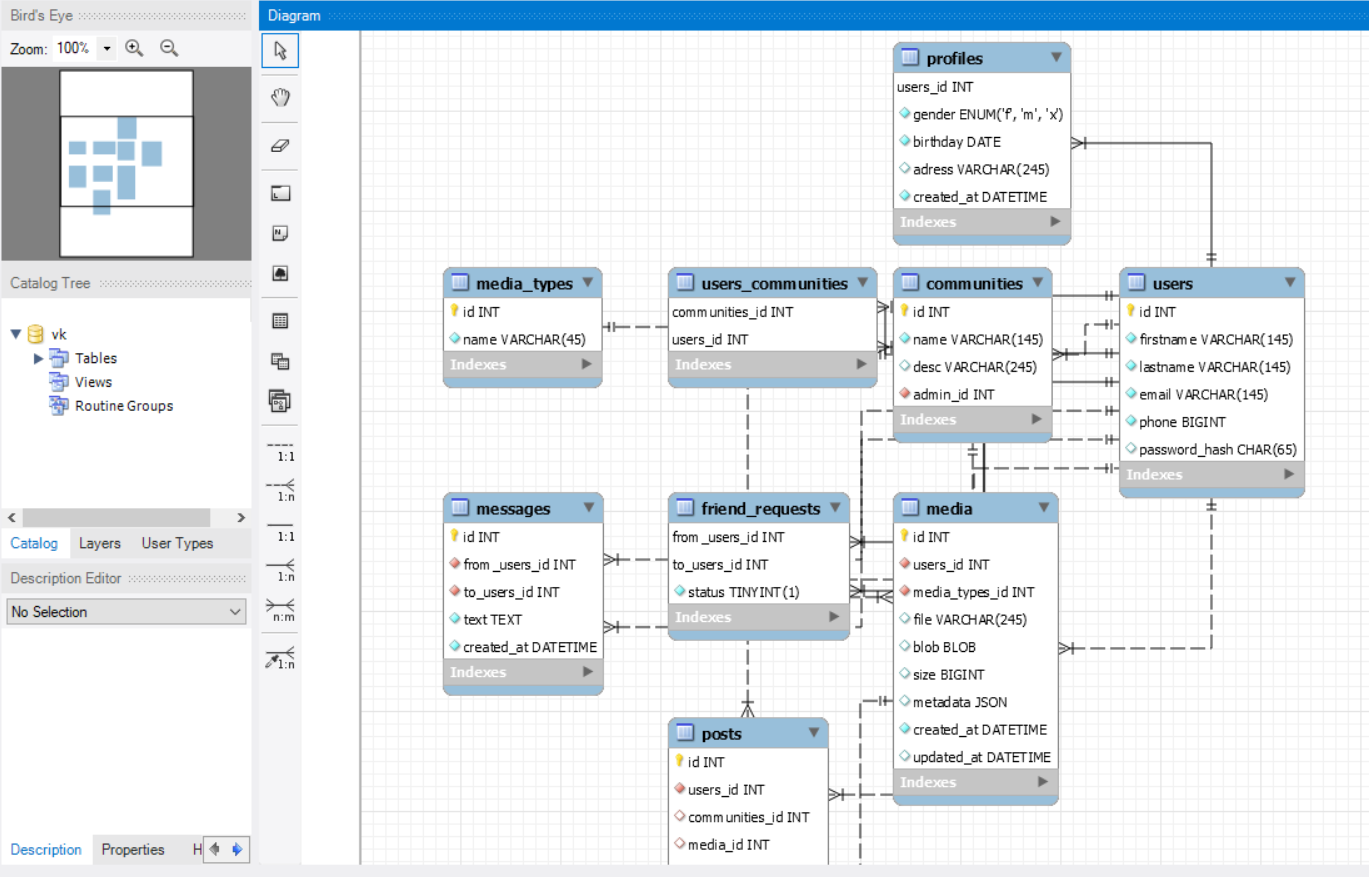 Bird's Eye
Zoom: 100%
Catalog Tree
vk
Tables
Views
Routine Groups
Catalog Layers User Types
Description Editor
No Selection
Description Properties H
Diagram
1:1
1:n
1:1
1:n
n:m
1:n
profiles
users_id INT
gender ENUM('f', 'm', 'x')
birthday DATE
adress VARCHAR(245)
created_at DATETIME
Indexes
media_types
id INT
name VARCHAR(45)
Indexes
users_communities
communities_id INT
users_id INT
Indexes
communities
id INT
name VARCHAR(145)
desc VARCHAR(245)
admin_id INT
Indexes
users
id INT
firstname VARCHAR(145)
lastname VARCHAR(145)
email VARCHAR(145)
phone BIGINT
password_hash CHAR(65)
Indexes
messages
id INT
from_users_id INT
to_users_id INT
text TEXT
created_at DATETIME
Indexes
friend_requests
from_users_id INT
to_users_id INT
status TINYINT(1)
Indexes
media
id INT
users_id INT
media_types_id INT
file VARCHAR(245)
blob BLOB
size BIGINT
metadata JSON
created_at DATETIME
updated_at DATETIME
Indexes
posts
id INT
users_id INT
communities_id INT
media_id INT